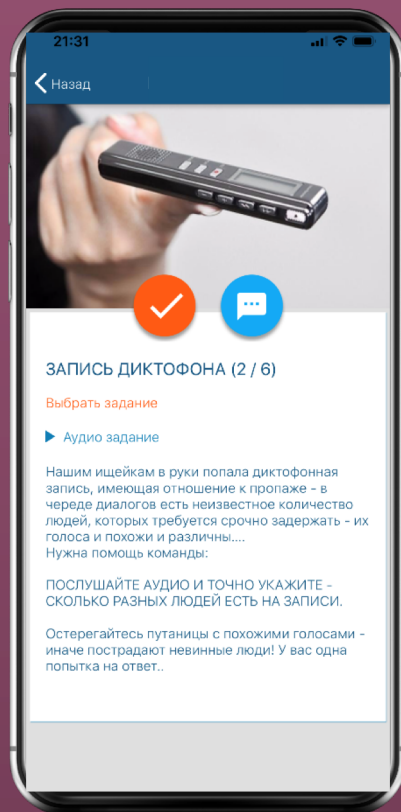 21:31
Назад
ЗАПИСЬ ДИКТОФОНА (2 / 6)
Выбрать задание
Аудио задание
Нашим ищейкам в руки попала диктофонная
запись, имеющая отношение к пропаже - в
череде диалогов есть неизвестное количество
людей, которых требуется срочно задержать - их
голоса и похожи и различны....
Нужна помощь команды:
ПОСЛУШАЙТЕ АУДИО И ТОЧНО УКАЖИТЕ -
СКОЛЬКО РАЗНЫХ ЛЮДЕЙ ЕСТЬ НА ЗАПИСИ.
Остерегайтесь путаницы с похожими голосами -
иначе пострадают невинные люди! У вас одна
попытка на ответ..